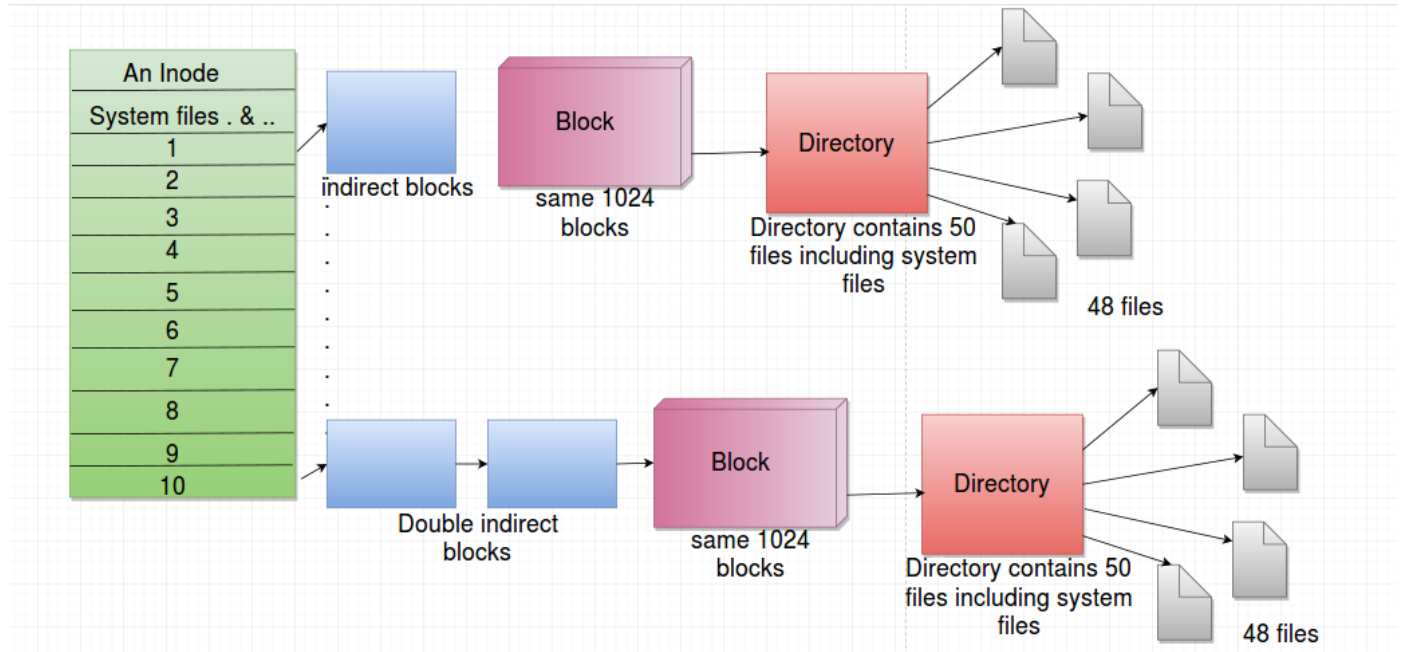 An Inode
System files . & ..
1
2
3
4
5
6
7
8
9
10
indirect blocks
Block
same 1024
blocks
Directory
Directory contains 50
files including system
files
48 files
Double indirect
blocks
Block
same 1024
blocks
Directory
Directory contains 50
files including system
files
48 files